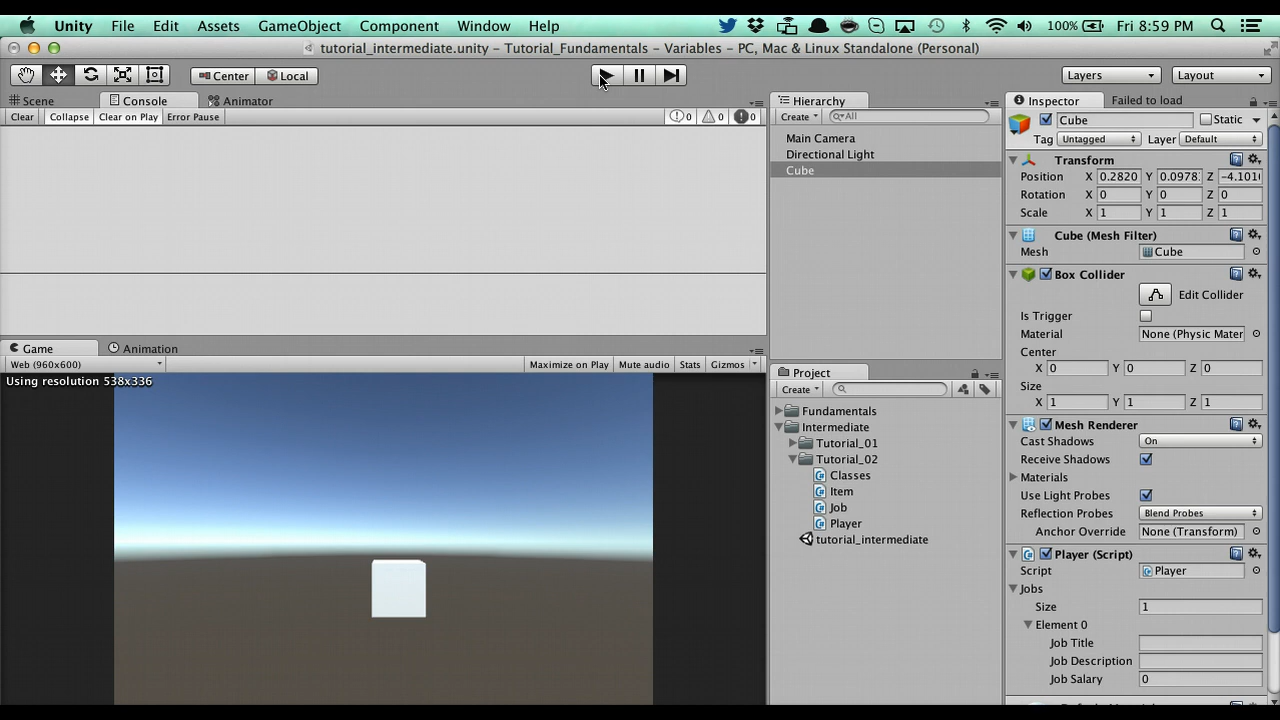 Unity File Edit Assets GameObject Component Window Help 100% Fri 8:59 PM
tutorial_intermediate.unity – Tutorial_Fundamentals – Variables – PC, Mac & Linux Standalone (Personal)
Center Local Layers Layout
Scene Console Animator
Clear Collapse Clear on Play Error Pause 0 0 0
Game Animation
Web (960x600) Maximize on Play Mute audio Stats Gizmos
Using resolution 538x336
Hierarchy
Create All
Main Camera
Directional Light
Cube
Project
Create
Fundamentals
Intermediate
Tutorial_01
Tutorial_02
Classes
Item
Job
Player
tutorial_intermediate
Inspector Failed to load
Cube Static
Tag Untagged Layer Default
Transform
Position X 0.2820 Y 0.0978 Z -4.101
Rotation X 0 Y 0 Z 0
Scale X 1 Y 1 Z 1
Cube (Mesh Filter)
Mesh Cube
Box Collider
Edit Collider
Is Trigger
Material None (Physic Mater
Center
X 0 Y 0 Z 0
Size
X 1 Y 1 Z 1
Mesh Renderer
Cast Shadows On
Receive Shadows
Materials
Use Light Probes
Reflection Probes Blend Probes
Anchor Override None (Transform)
Player (Script)
Script Player
Jobs
Size 1
Element 0
Job Title
Job Description
Job Salary 0